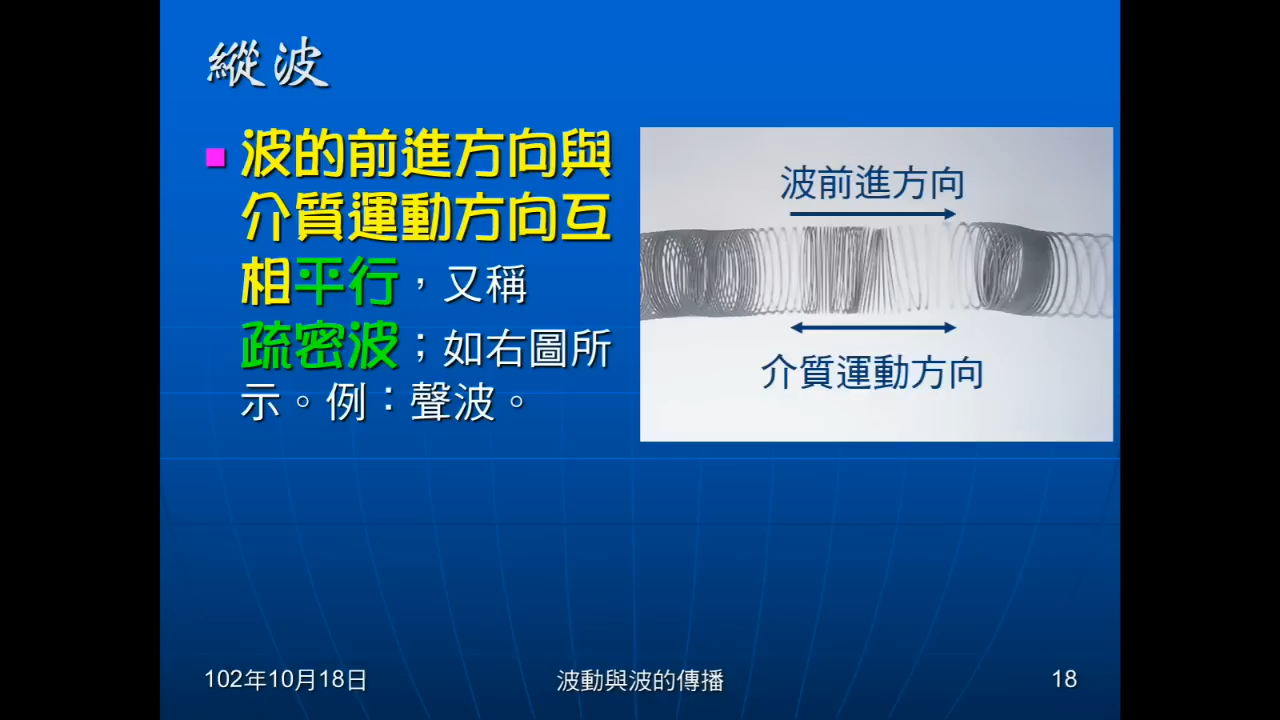 縱波
波的前進方向與
介質運動方向互
相平行，又稱
疏密波；如右圖所
示。例：聲波。
波前進方向
介質運動方向
102年10月18日
波動與波的傳播
18